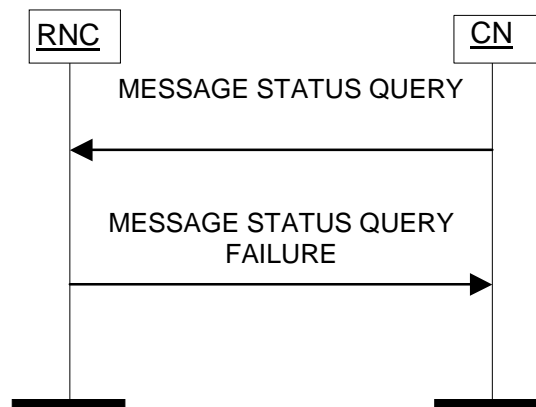 RNC
CN
MESSAGE STATUS QUERY
MESSAGE STATUS QUERY
FAILURE